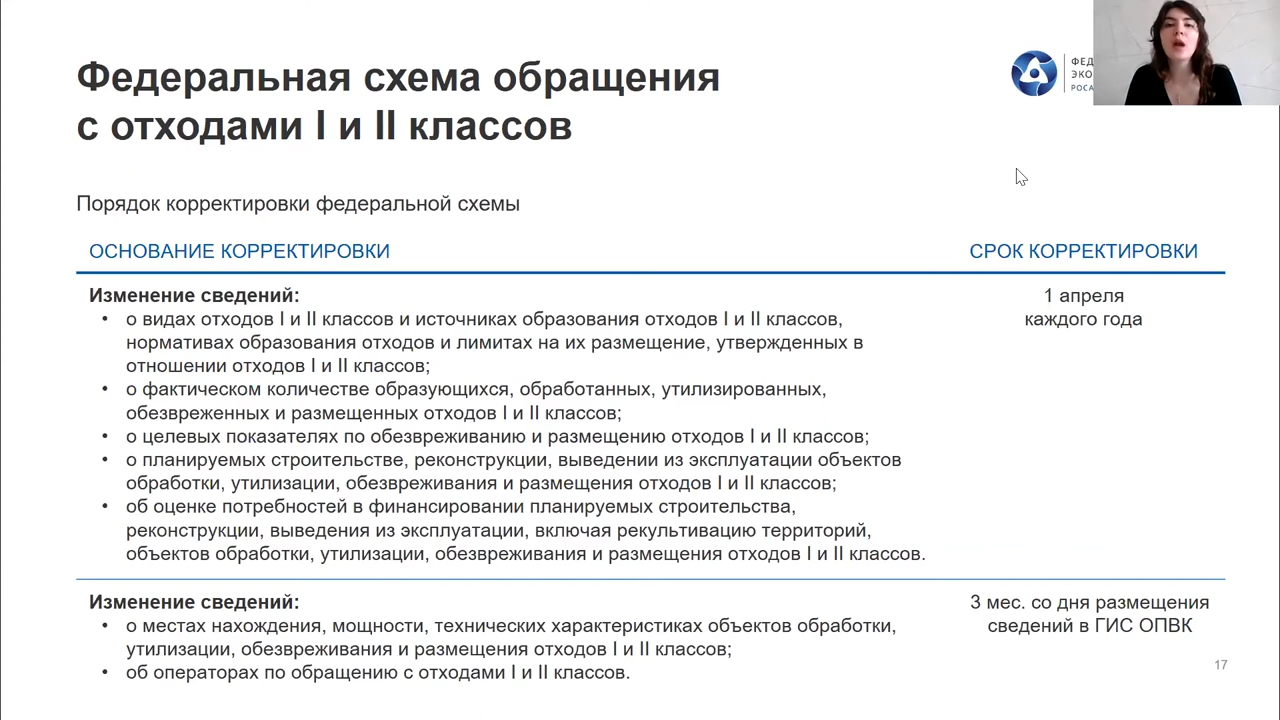 Федеральная схема обращения
с отходами I и II классов
Порядок корректировки федеральной схемы
ОСНОВАНИЕ КОРРЕКТИРОВКИ
СРОК КОРРЕКТИРОВКИ
Изменение сведений:
• о видах отходов I и II классов и источниках образования отходов I и II классов,
нормативах образования отходов и лимитах на их размещение, утвержденных в
отношении отходов I и II классов;
• о фактическом количестве образующихся, обработанных, утилизированных,
обезвреженных и размещенных отходов I и II классов;
• о целевых показателях по обезвреживанию и размещению отходов I и II классов;
• о планируемых строительстве, реконструкции, выведении из эксплуатации объектов
обработки, утилизации, обезвреживания и размещения отходов I и II классов;
• об оценке потребностей в финансировании планируемых строительства,
реконструкции, выведения из эксплуатации, включая рекультивацию территорий,
объектов обработки, утилизации, обезвреживания и размещения отходов I и II классов.
1 апреля
каждого года
Изменение сведений:
• о местах нахождения, мощности, технических характеристиках объектов обработки,
утилизации, обезвреживания и размещения отходов I и II классов;
• об операторах по обращению с отходами I и II классов.
3 мес. со дня размещения
сведений в ГИС ОПВК
17